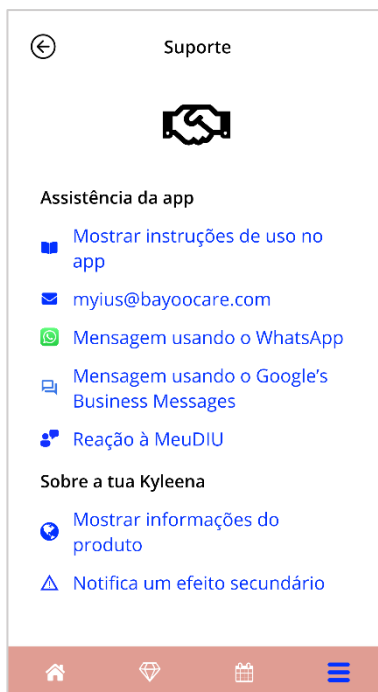 Suporte
Assistência da app
Mostrar instruções de uso no
app
myius@bayoocare.com
Mensagem usando o WhatsApp
Mensagem usando o Google’s
Business Messages
Reação à MeuDIU
Sobre a tua Kyleena
Mostrar informações do
produto
Notifica um efeito secundário